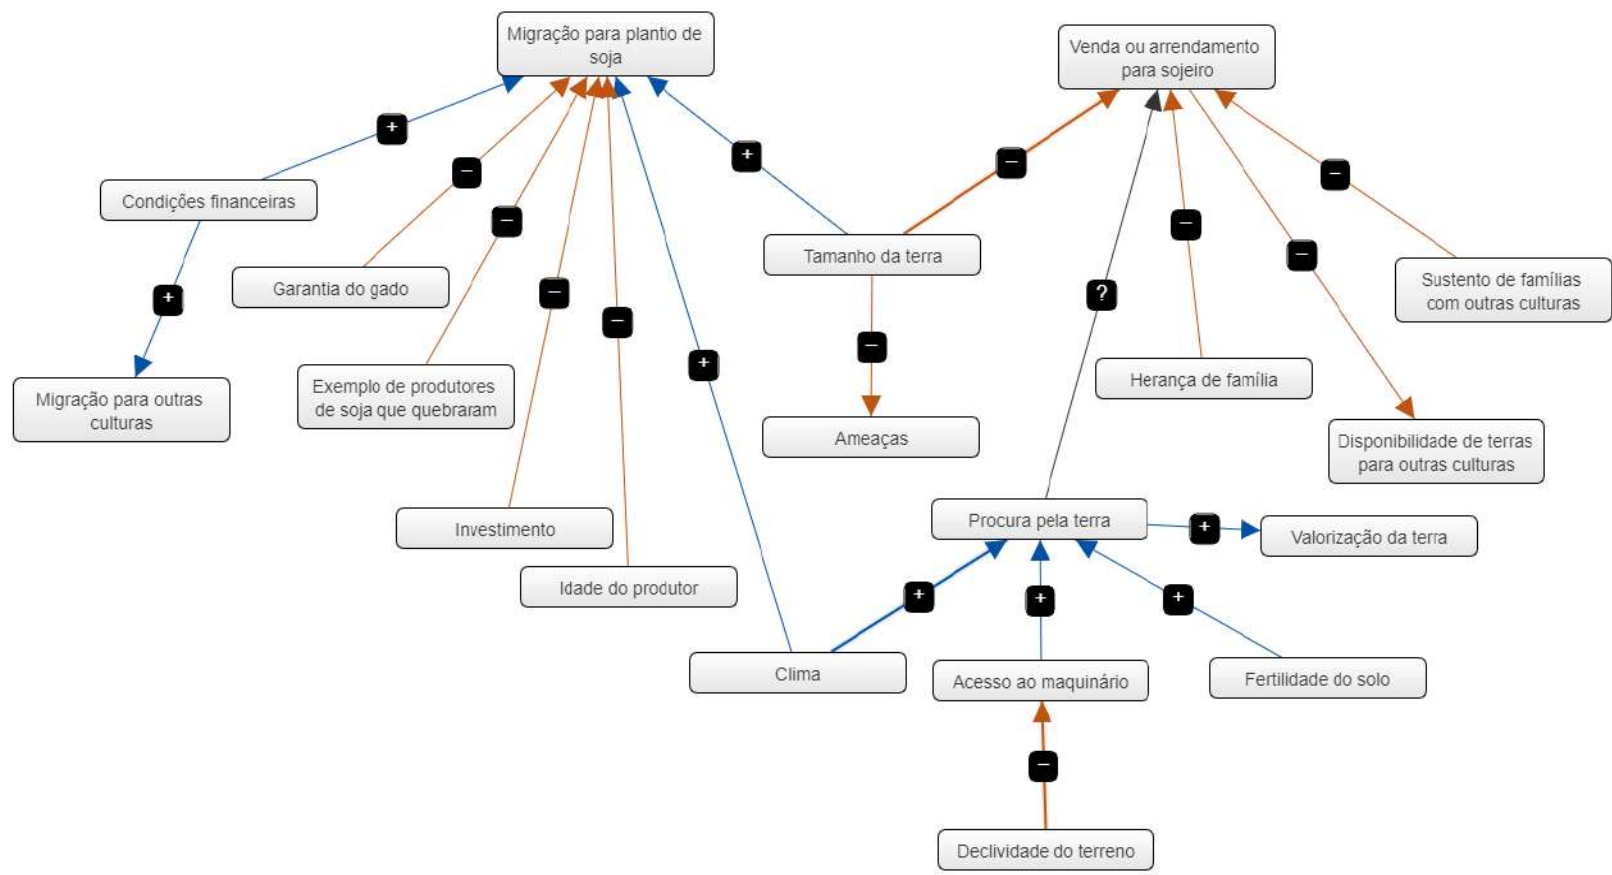 Migração para plantio de
soja
Venda ou arrendamento
para sojeiro
+
−
+
−
−
Condições financeiras
−
−
Tamanho da terra
−
Sustento de famílias
com outras culturas
Garantia do gado
+
−
?
−
−
+
Herança de família
Migração para outras
culturas
Exemplo de produtores
de soja que quebraram
Ameaças
Disponibilidade de terras
para outras culturas
Investimento
Procura pela terra
+
Valorização da terra
Idade do produtor
+
+
+
Clima
Acesso ao maquinário
Fertilidade do solo
−
Declividade do terreno